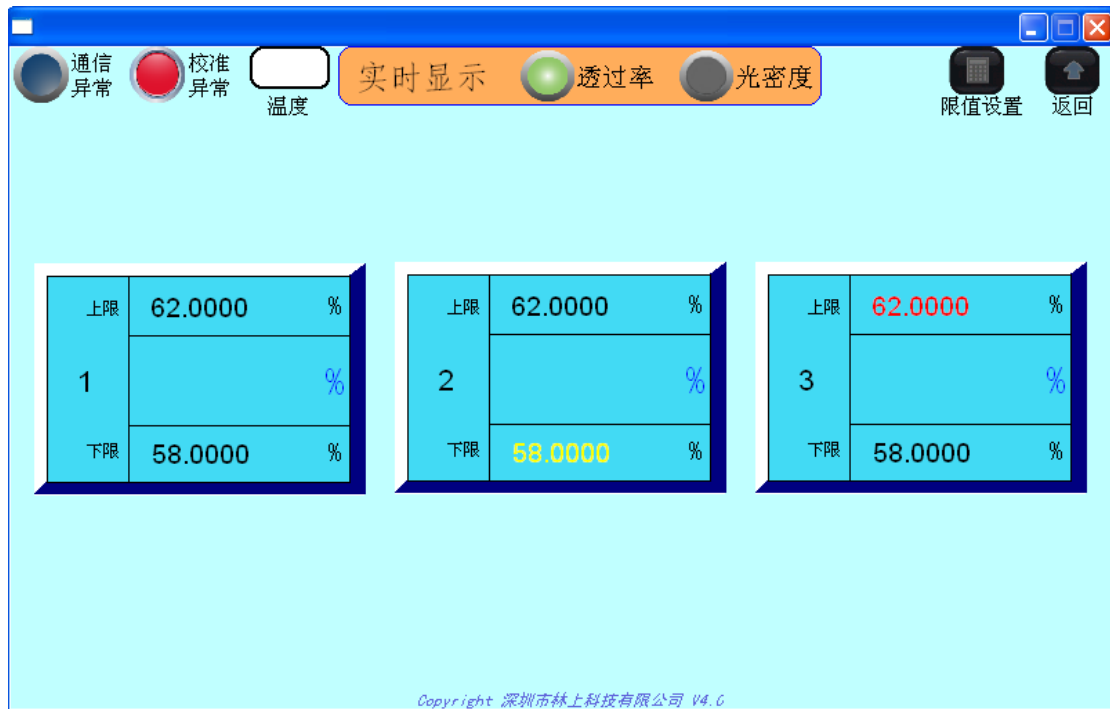 通信
异常
校准
异常
温度
实时显示
透过率
光密度
限值设置
返回
上限 62.0000 %
1 %
下限 58.0000 %
上限 62.0000 %
2 %
下限 58.0000 %
上限 62.0000 %
3 %
下限 58.0000 %
Copyright 深圳市林上科技有限公司